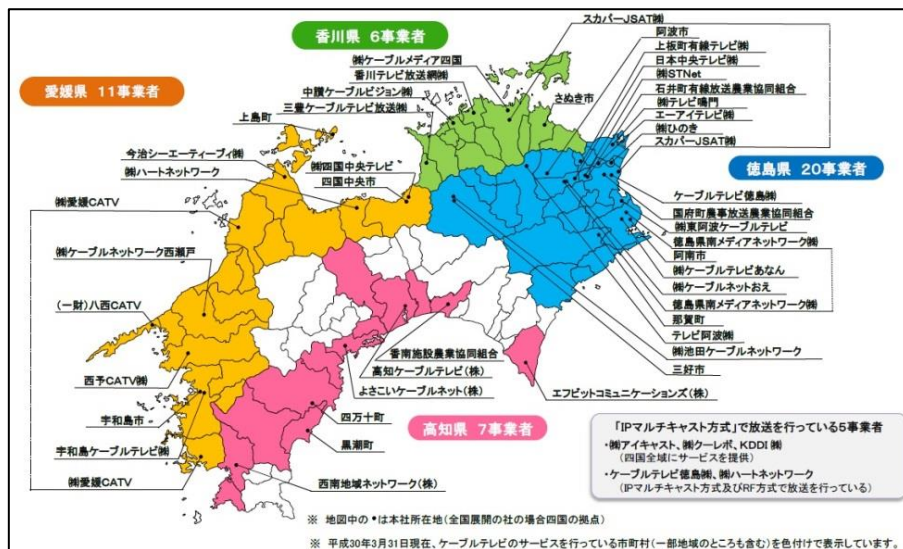 スカパーJSAT㈱
香川県 6事業者
阿波市
上板町有線テレビ㈱
㈱ケーブルメディア四国
日本中央テレビ㈱
香川テレビ放送網㈱
㈱STNet
愛媛県 11事業者
中讃ケーブルビジョン㈱
石井町有線放送農業協同組合
三豊ケーブルテレビ放送㈱
さぬき市
㈱テレビ鳴門
上島町
エーアイテレビ㈱
㈱ひのき
今治シーエーティーブィ㈱
㈱四国中央テレビ
スカパーJSAT㈱
㈱ハートネットワーク
四国中央市
徳島県 20事業者
ケーブルテレビ徳島㈱
㈱愛媛CATV
国府町農事放送農業協同組合
㈱東阿波ケーブルテレビ
徳島県南メディアネットワーク㈱
㈱ケーブルネットワーク西瀬戸
阿南市
㈱ケーブルテレビあなん
㈱ケーブルネットおえ
(一財)八西CATV
徳島県南メディアネットワーク㈱
那賀町
テレビ阿波㈱
香南施設農業協同組合
㈱池田ケーブルネットワーク
高知ケーブルテレビ(株)
三好市
西予CATV㈱
よさこいケーブルネット(株)
エフビットコミュニケーションズ(株)
宇和島市
四万十町
高知県 7事業者
「IPマルチキャスト方式」で放送を行っている5事業者
宇和島ケーブルテレビ㈱
黒潮町
・㈱アイキャスト、㈱クーレボ、KDDI㈱
(四国全域にサービスを提供)
㈱愛媛CATV
西南地域ネットワーク(株)
・ケーブルテレビ徳島㈱、㈱ハートネットワーク
(IPマルチキャスト方式及びRF方式で放送を行っている)
※ 地図中の●は本社所在地(全国展開の社の場合四国の拠点)
※ 平成30年3月31日現在、ケーブルテレビのサービスを行っている市町村(一部地域のところも含む)を色付けで表示しています。